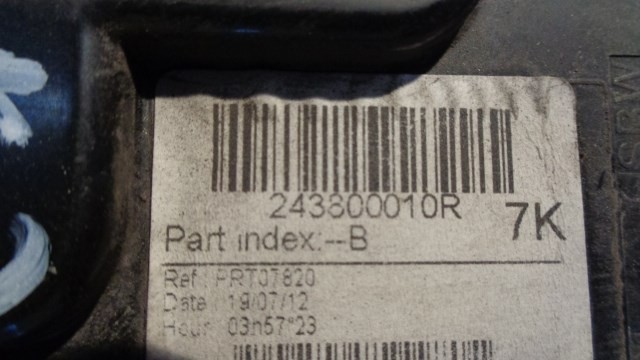 243800010R
7K
Part index:--B
Ref : PRT07820
Date : 19/07/12
Hour : 03h57"23